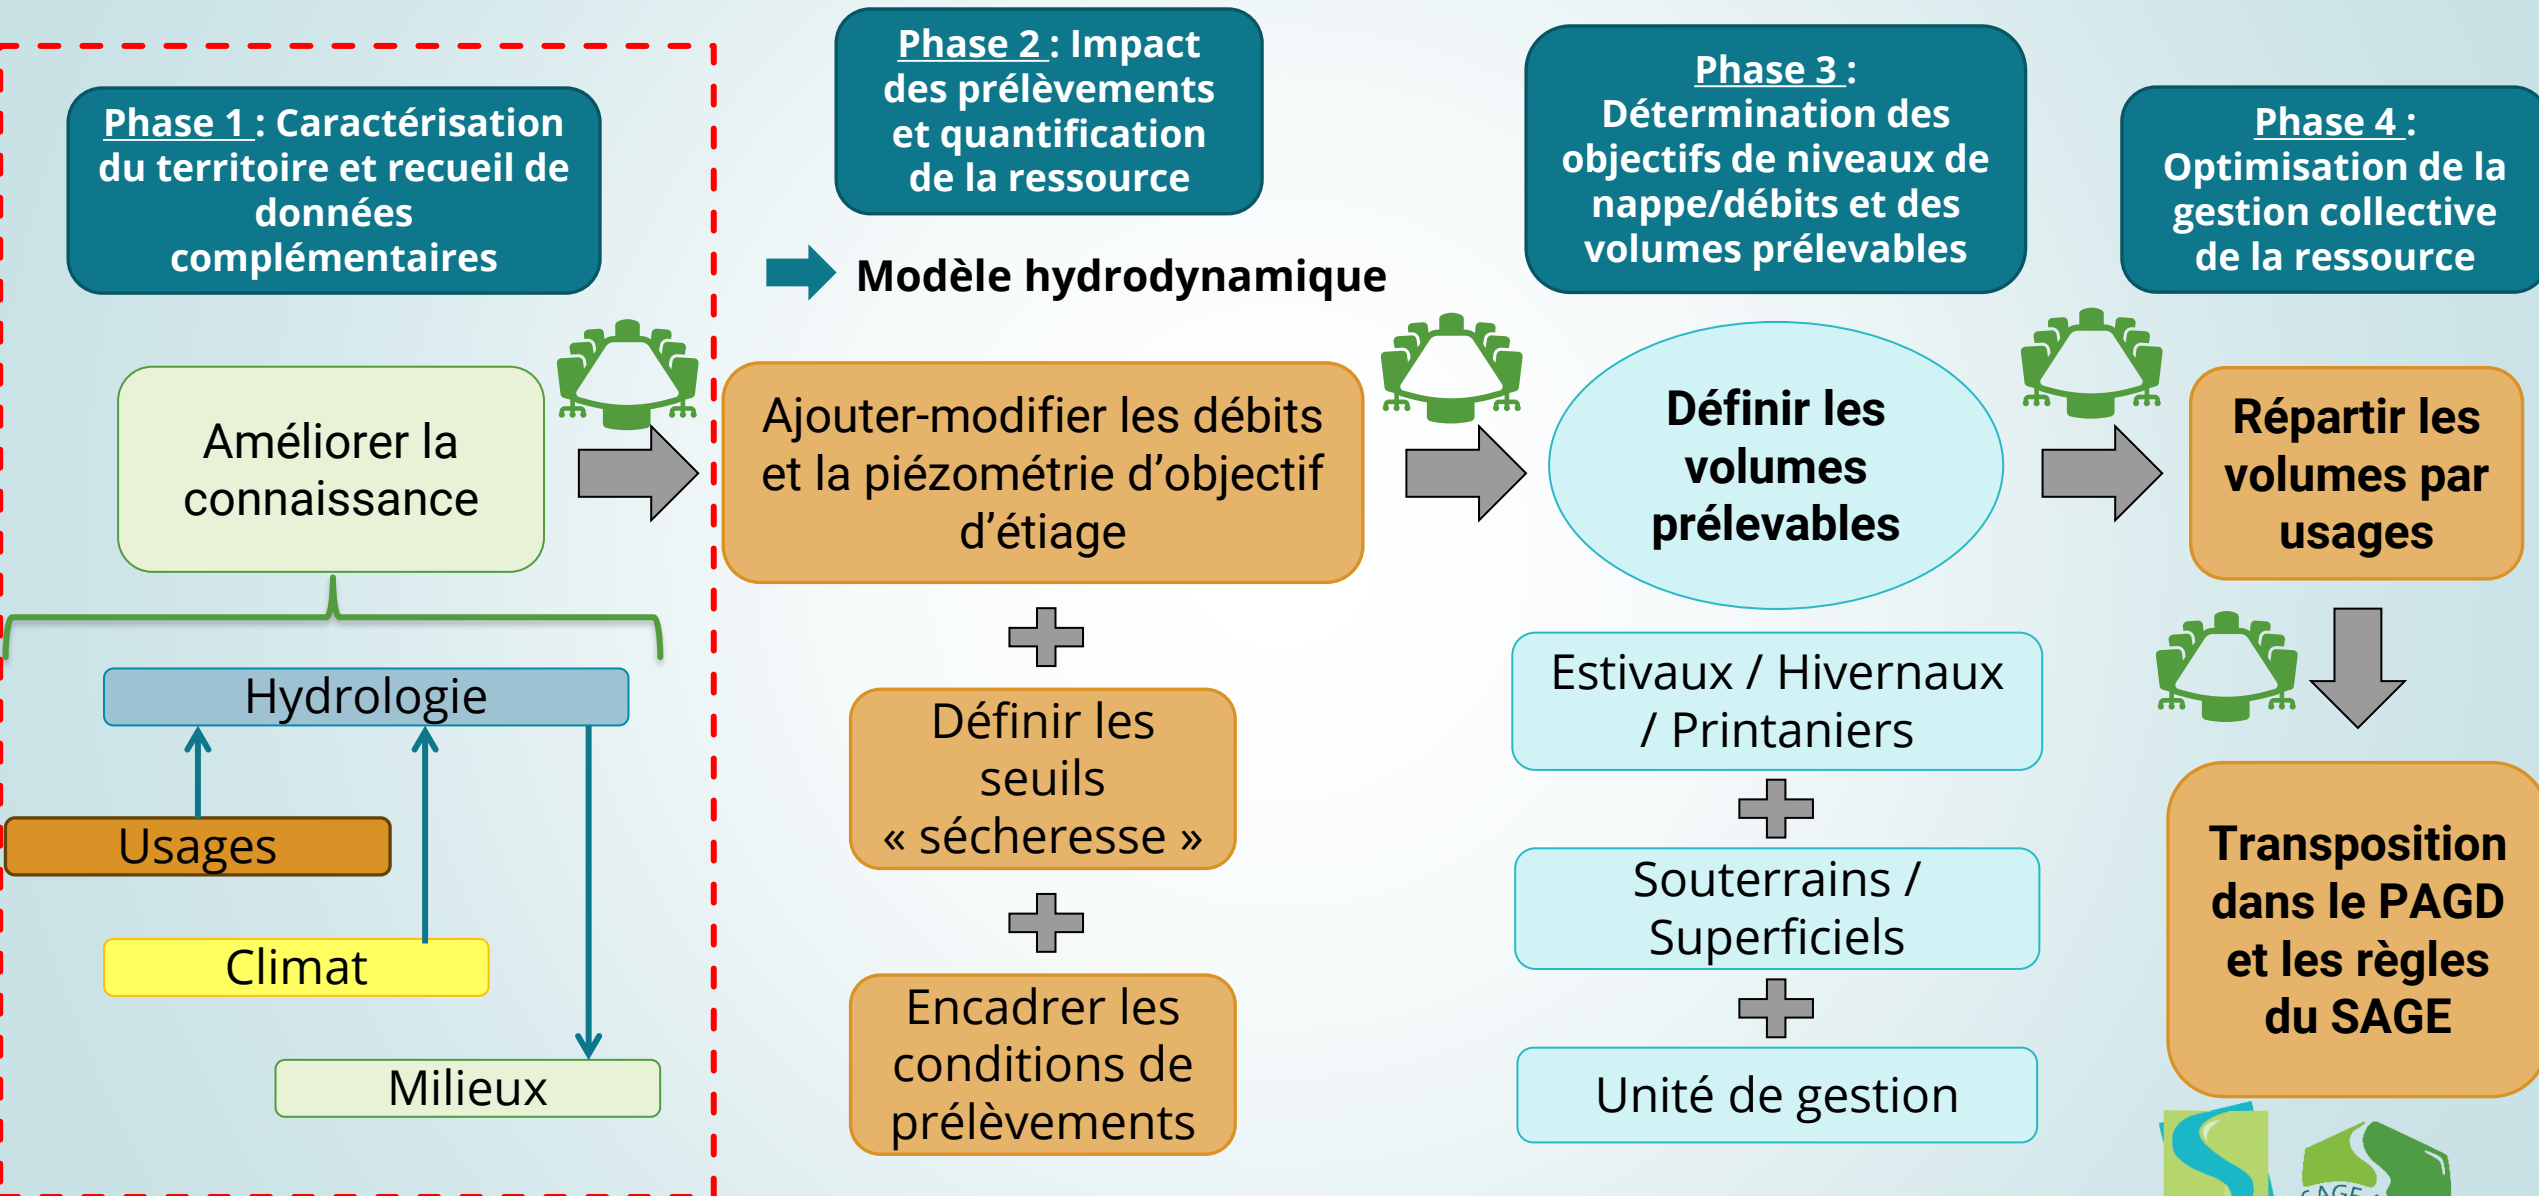 Phase 1 : Caractérisation
du territoire et recueil de
données
complémentaires
Phase 2 : Impact
des prélèvements
et quantification
de la ressource
Phase 3 :
Détermination des
objectifs de niveaux de
nappe/débits et des
volumes prélevables
Phase 4 :
Optimisation de la
gestion collective
de la ressource
Modèle hydrodynamique
Améliorer la
connaissance
Hydrologie
Usages
Climat
Milieux
Ajouter-modifier les débits
et la piézométrie d’objectif
d’étiage
Définir les
seuils
« sécheresse »
Encadrer les
conditions de
prélèvements
Définir les
volumes
prélevables
Estivaux / Hivernaux
/ Printaniers
Souterrains /
Superficiels
Unité de gestion
Répartir les
volumes par
usages
Transposition
dans le PAGD
et les règles
du SAGE
SAGE